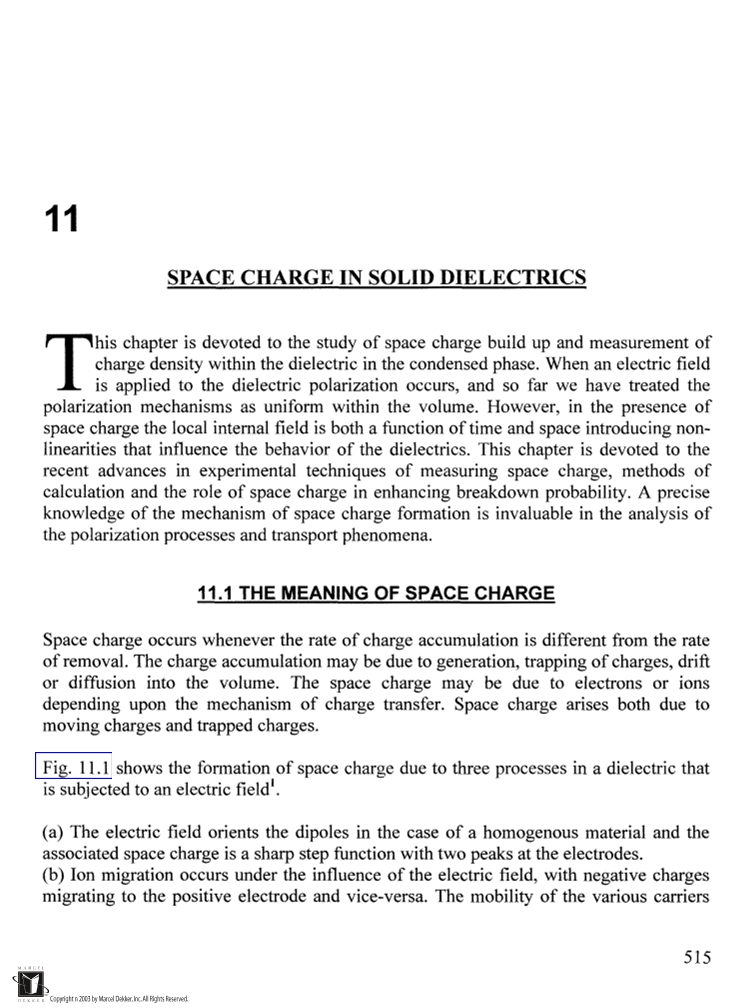 11
SPACE CHARGE IN SOLID DIELECTRICS
This chapter is devoted to the study of space charge build up and measurement of
charge density within the dielectric in the condensed phase. When an electric field
is applied to the dielectric polarization occurs, and so far we have treated the
polarization mechanisms as uniform within the volume. However, in the presence of
space charge the local internal field is both a function of time and space introducing non-
linearities that influence the behavior of the dielectrics. This chapter is devoted to the
recent advances in experimental techniques of measuring space charge, methods of
calculation and the role of space charge in enhancing breakdown probability. A precise
knowledge of the mechanism of space charge formation is invaluable in the analysis of
the polarization processes and transport phenomena.
11.1 THE MEANING OF SPACE CHARGE
Space charge occurs whenever the rate of charge accumulation is different from the rate
of removal. The charge accumulation may be due to generation, trapping of charges, drift
or diffusion into the volume. The space charge may be due to electrons or ions
depending upon the mechanism of charge transfer. Space charge arises both due to
moving charges and trapped charges.
Fig. 11.1 shows the formation of space charge due to three processes in a dielectric that
is subjected to an electric field¹.
(a) The electric field orients the dipoles in the case of a homogenous material and the
associated space charge is a sharp step function with two peaks at the electrodes.
(b) Ion migration occurs under the influence of the electric field, with negative charges
migrating to the positive electrode and vice-versa. The mobility of the various carriers
515
MARCEL
DEKKER
Copyright n 2003 by Marcel Dekker, Inc. All Rights Reserved.